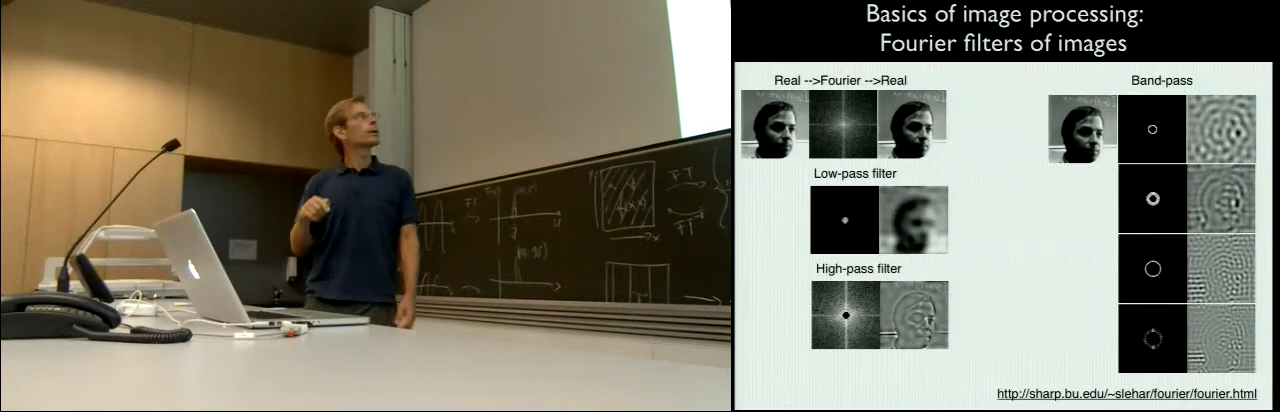 Basics of image processing:
Fourier filters of images
Real -->Fourier -->Real
Band-pass
Low-pass filter
High-pass filter
http://sharp.bu.edu/~slehar/fourier/fourier.html